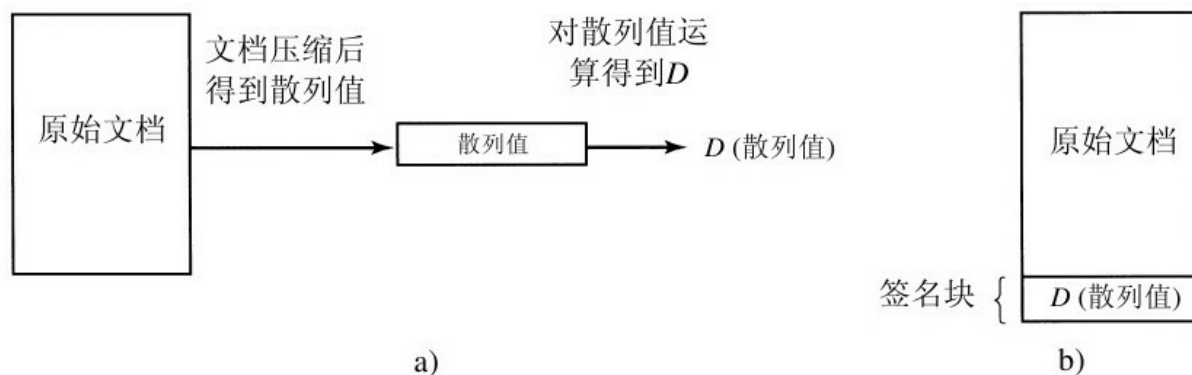 文档压缩后
得到散列值
对散列值运
算得到D
原始文档
散列值
D (散列值)
a)
原始文档
签名块
D (散列值)
b)